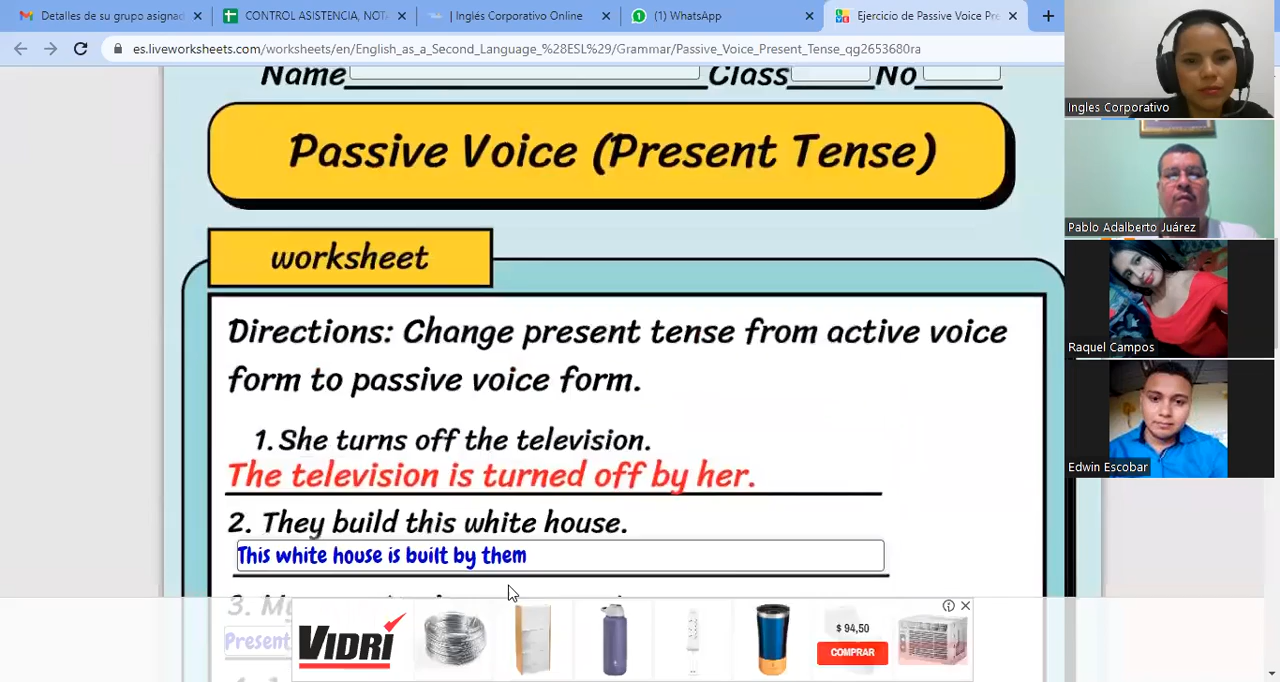 Detalles de su grupo asignad
CONTROL ASISTENCIA, NOTA
| Inglés Corporativo Online
(1) WhatsApp
Ejercicio de Passive Voice Pre
es.liveworksheets.com/worksheets/en/English_as_a_Second_Language_%28ESL%29/Grammar/Passive_Voice_Present_Tense_qg2653680ra
Name Class No
Passive Voice (Present Tense)
worksheet
Directions: Change present tense from active voice
form to passive voice form.
1. She turns off the television.
The television is turned off by her.
2. They build this white house.
This white house is built by them
3.
Present
VIDRI
$ 94,50
COMPRAR
Ingles Corporativo
Pablo Adalberto Juárez
Raquel Campos
Edwin Escobar